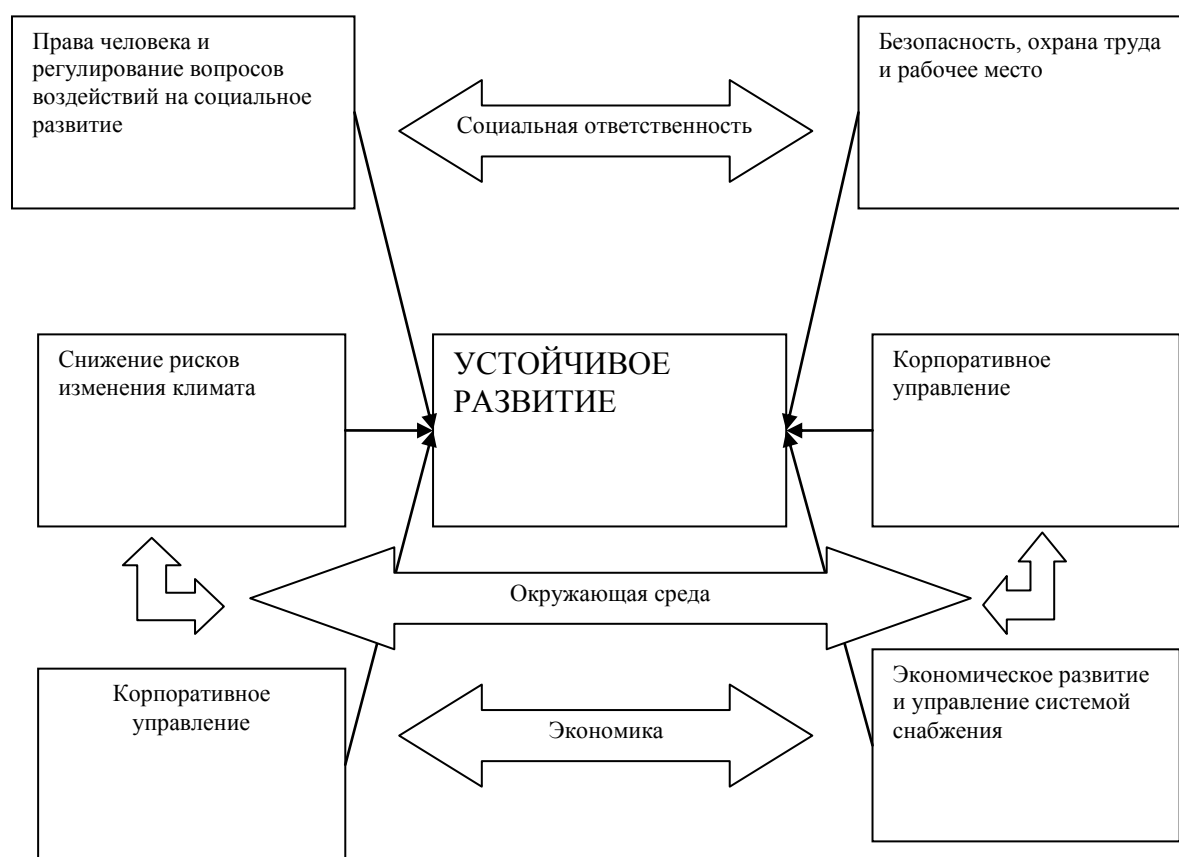 Права человека и
регулирование вопросов
воздействий на социальное
развитие
Социальная ответственность
Безопасность, охрана труда
и рабочее место
Снижение рисков
изменения климата
УСТОЙЧИВОЕ
РАЗВИТИЕ
Корпоративное
управление
Окружающая среда
Корпоративное
управление
Экономика
Экономическое развитие
и управление системой
снабжения